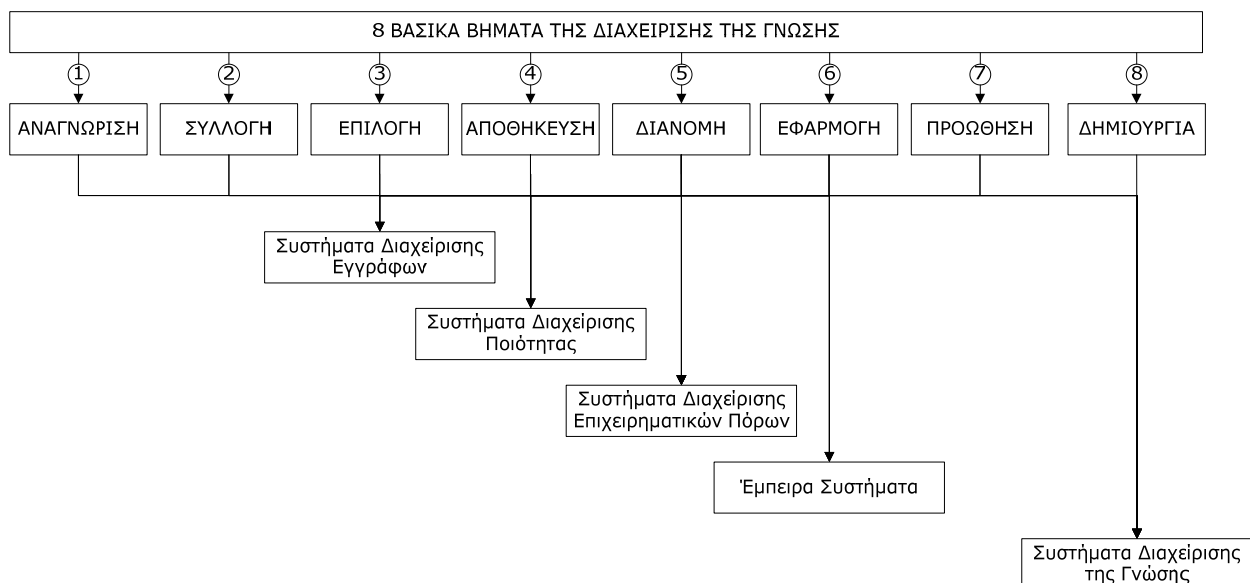 8 ΒΑΣΙΚΑ ΒΗΜΑΤΑ ΤΗΣ ΔΙΑΧΕΙΡΙΣΗΣ ΤΗΣ ΓΝΩΣΗΣ
1 2 3 4 5 6 7 8
ΑΝΑΓΝΩΡΙΣΗ ΣΥΛΛΟΓΗ ΕΠΙΛΟΓΗ ΑΠΟΘΗΚΕΥΣΗ ΔΙΑΝΟΜΗ ΕΦΑΡΜΟΓΗ ΠΡΟΩΘΗΣΗ ΔΗΜΙΟΥΡΓΙΑ
Συστήματα Διαχείρισης
Εγγράφων
Συστήματα Διαχείρισης
Ποιότητας
Συστήματα Διαχείρισης
Επιχειρηματικών Πόρων
Έμπειρα Συστήματα
Συστήματα Διαχείρισης
της Γνώσης